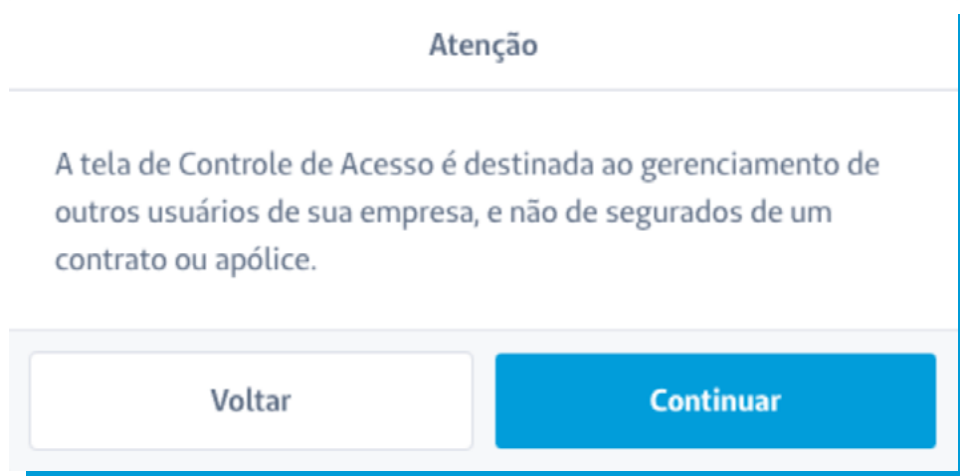 Atenção
A tela de Controle de Acesso é destinada ao gerenciamento de
outros usuários de sua empresa, e não de segurados de um
contrato ou apólice.
Voltar
Continuar